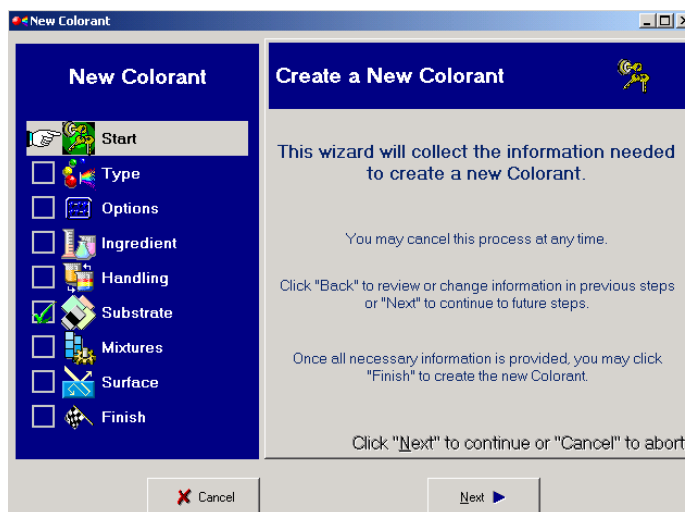 New Colorant
New Colorant
Start
Type
Options
Ingredient
Handling
Substrate
Mixtures
Surface
Finish
Create a New Colorant
This wizard will collect the information needed
to create a new Colorant.
You may cancel this process at any time.
Click "Back" to review or change information in previous steps
or "Next" to continue to future steps.
Once all necessary information is provided, you may click
"Finish" to create the new Colorant.
Click "Next" to continue or "Cancel" to abort
Cancel
Next